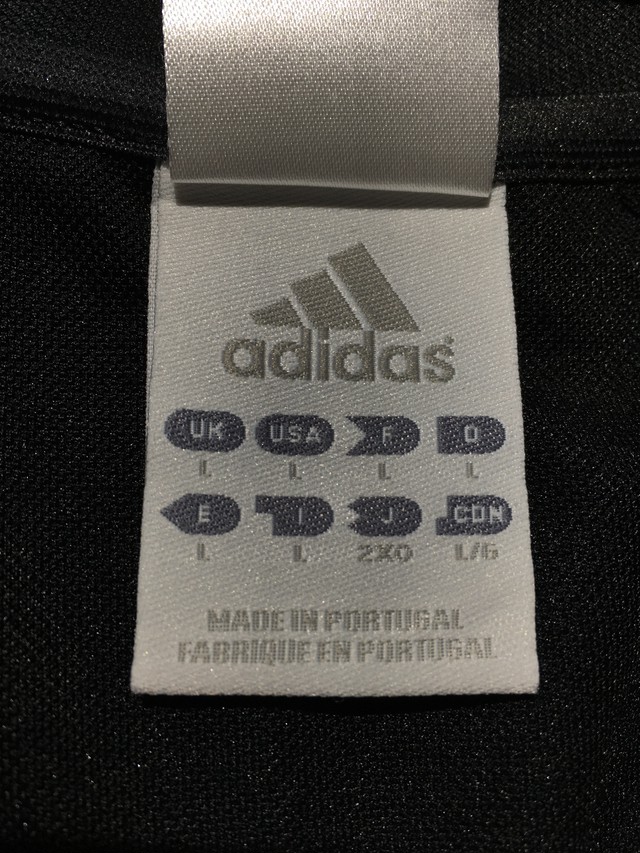 adidas
UK USA F D
L L L L
E I J CDN
L L 2XO L/G
MADE IN PORTUGAL
FABRIQUE EN PORTUGAL